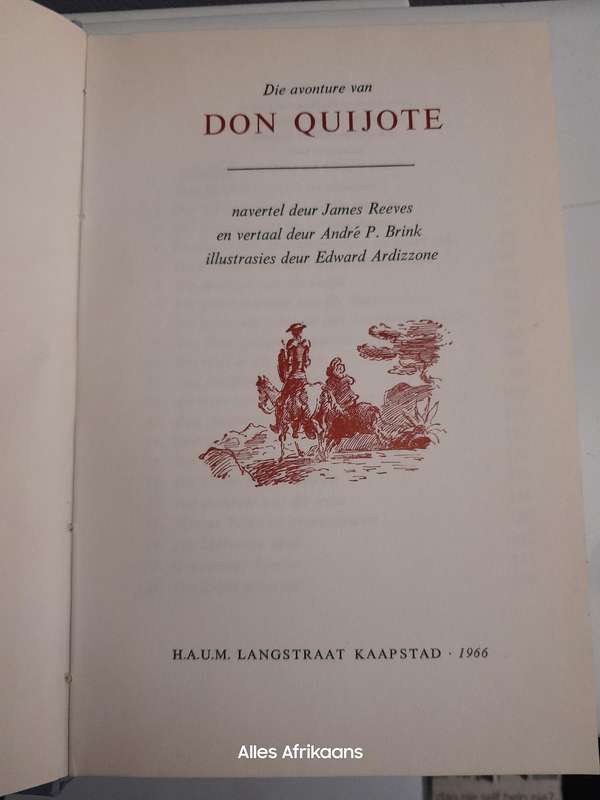 Die avonture van
DON QUIJOTE
navertel deur James Reeves
en vertaal deur André P. Brink
illustrasies deur Edward Ardizzone
H.A.U.M. LANGSTRAAT KAAPSTAD · 1966
Alles Afrikaans